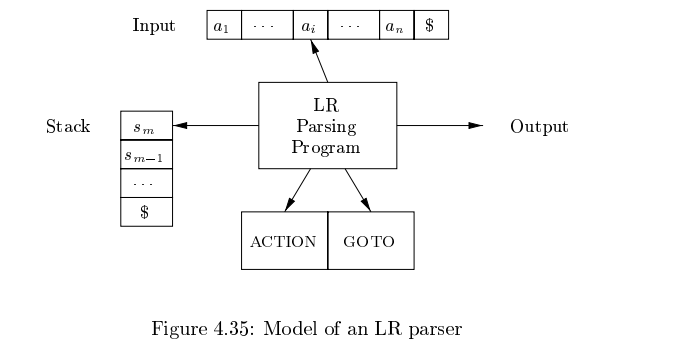 Input a₁ ··· aᵢ ··· aₙ $
LR
Parsing
Program
Stack
Output
sₘ
sₘ₋₁
···
$
ACTION GOTO
Figure 4.35: Model of an LR parser